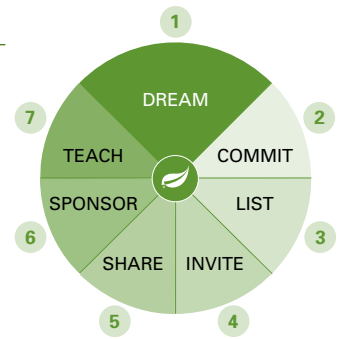 1
DREAM
2
COMMIT
3
LIST
4
INVITE
5
SHARE
6
SPONSOR
7
TEACH